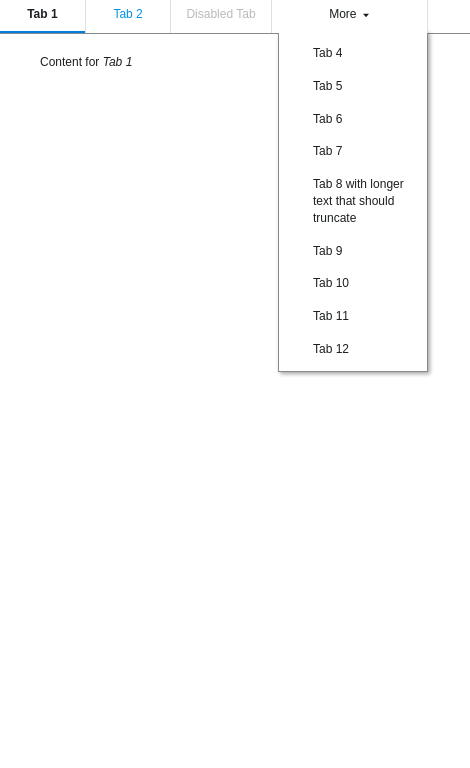 Tab 1
Tab 2
Disabled Tab
More
Content for Tab 1
Tab 4
Tab 5
Tab 6
Tab 7
Tab 8 with longer
text that should
truncate
Tab 9
Tab 10
Tab 11
Tab 12